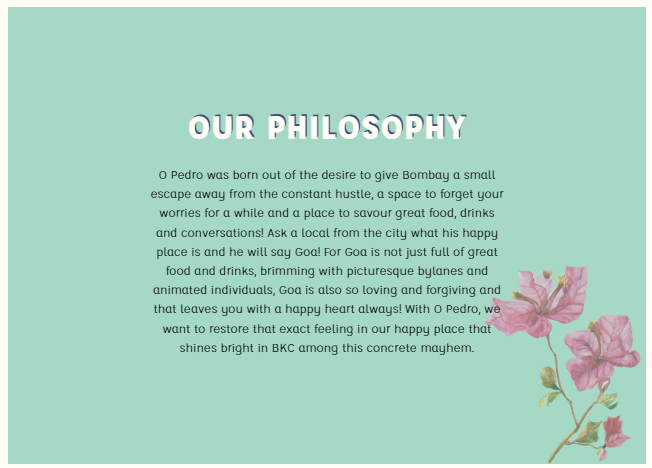 OUR PHILOSOPHY
O Pedro was born out of the desire to give Bombay a small
escape away from the constant hustle, a space to forget your
worries for a while and a place to savour great food, drinks
and conversations! Ask a local from the city what his happy
place is and he will say Goa! For Goa is not just full of great
food and drinks, brimming with picturesque bylanes and
animated individuals, Goa is also so loving and forgiving and
that leaves you with a happy heart always! With O Pedro, we
want to restore that exact feeling in our happy place that
shines bright in BKC among this concrete mayhem.